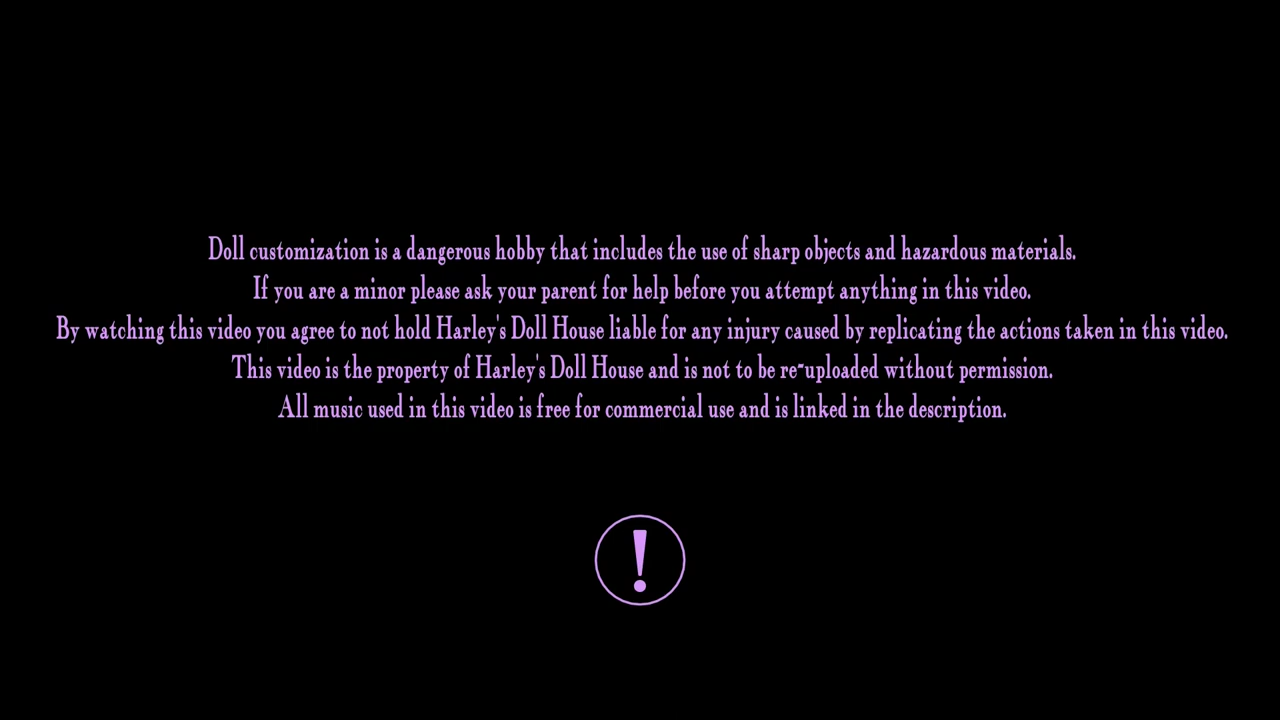 Doll customization is a dangerous hobby that includes the use of sharp objects and hazardous materials.
If you are a minor please ask your parent for help before you attempt anything in this video.
By watching this video you agree to not hold Harley's Doll House liable for any injury caused by replicating the actions taken in this video.
This video is the property of Harley's Doll House and is not to be re-uploaded without permission.
All music used in this video is free for commercial use and is linked in the description.
!